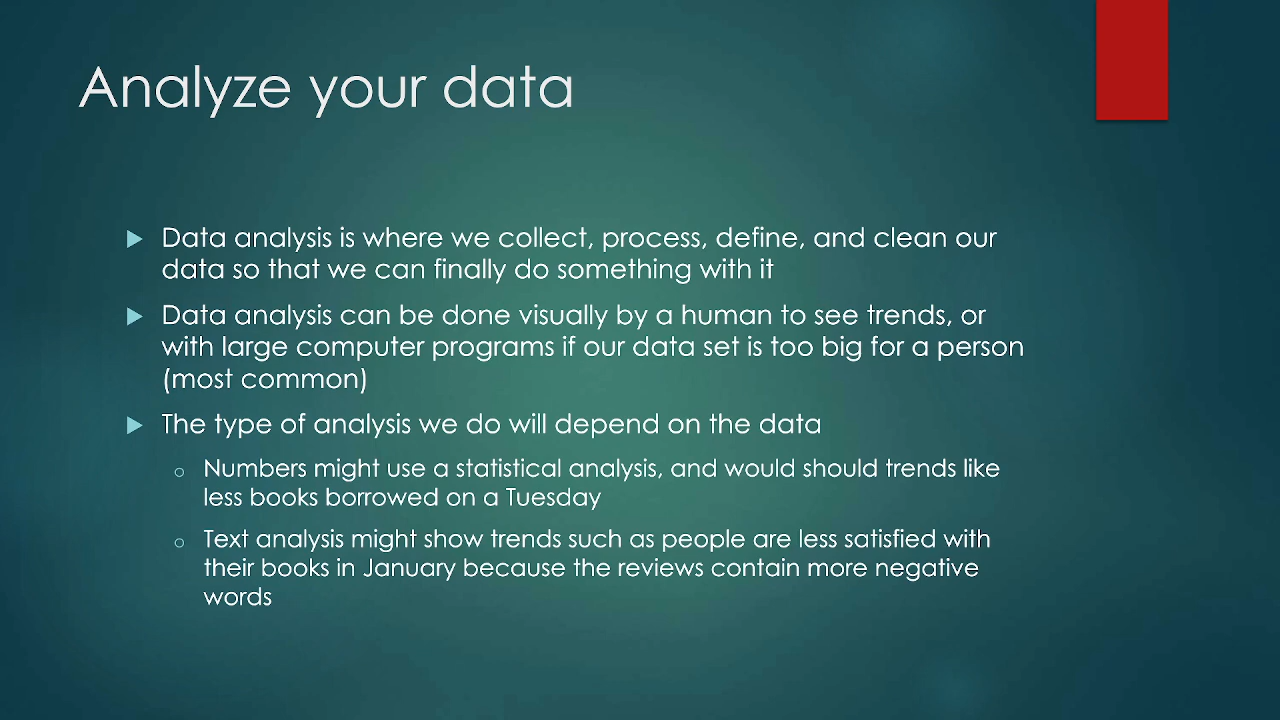 Analyze your data
Data analysis is where we collect, process, define, and clean our
data so that we can finally do something with it
Data analysis can be done visually by a human to see trends, or
with large computer programs if our data set is too big for a person
(most common)
The type of analysis we do will depend on the data
Numbers might use a statistical analysis, and would should trends like
less books borrowed on a Tuesday
Text analysis might show trends such as people are less satisfied with
their books in January because the reviews contain more negative
words